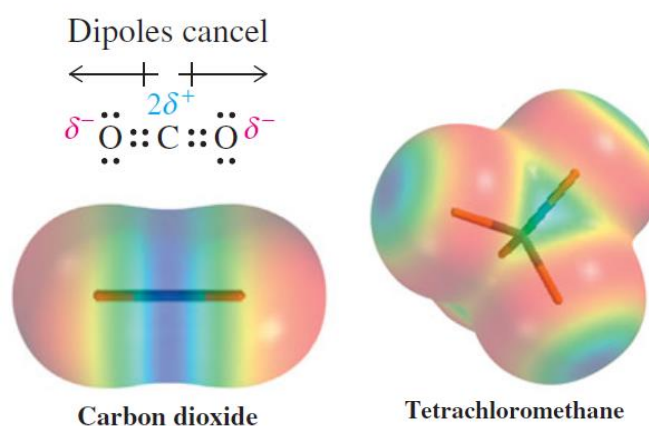 Dipoles cancel
2δ⁺
δ⁻ :Ö::C::Ö: δ⁻
Carbon dioxide
Tetrachloromethane